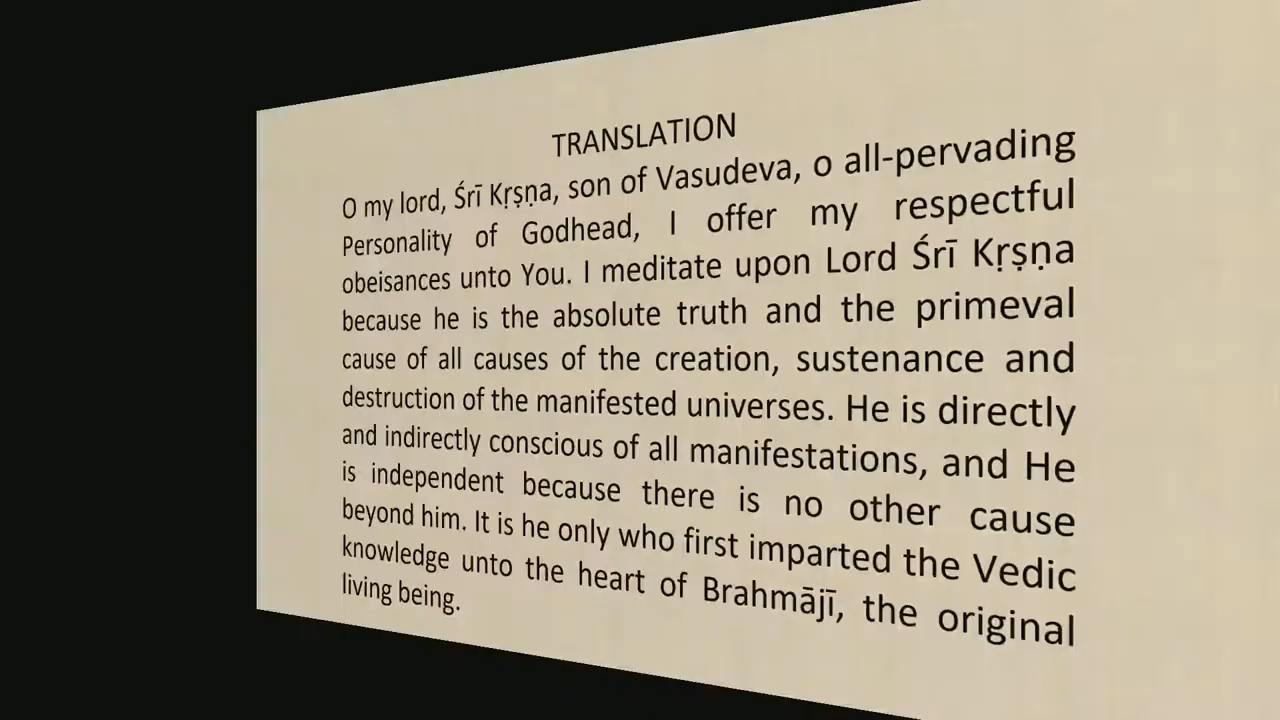 TRANSLATION
O my lord, Śrī Kṛṣṇa, son of Vasudeva, o all-pervading
Personality of Godhead, I offer my respectful
obeisances unto You. I meditate upon Lord Śrī Kṛṣṇa
because he is the absolute truth and the primeval
cause of all causes of the creation, sustenance and
destruction of the manifested universes. He is directly
and indirectly conscious of all manifestations, and He
is independent because there is no other cause
beyond him. It is he only who first imparted the Vedic
knowledge unto the heart of Brahmājī, the original
living being.